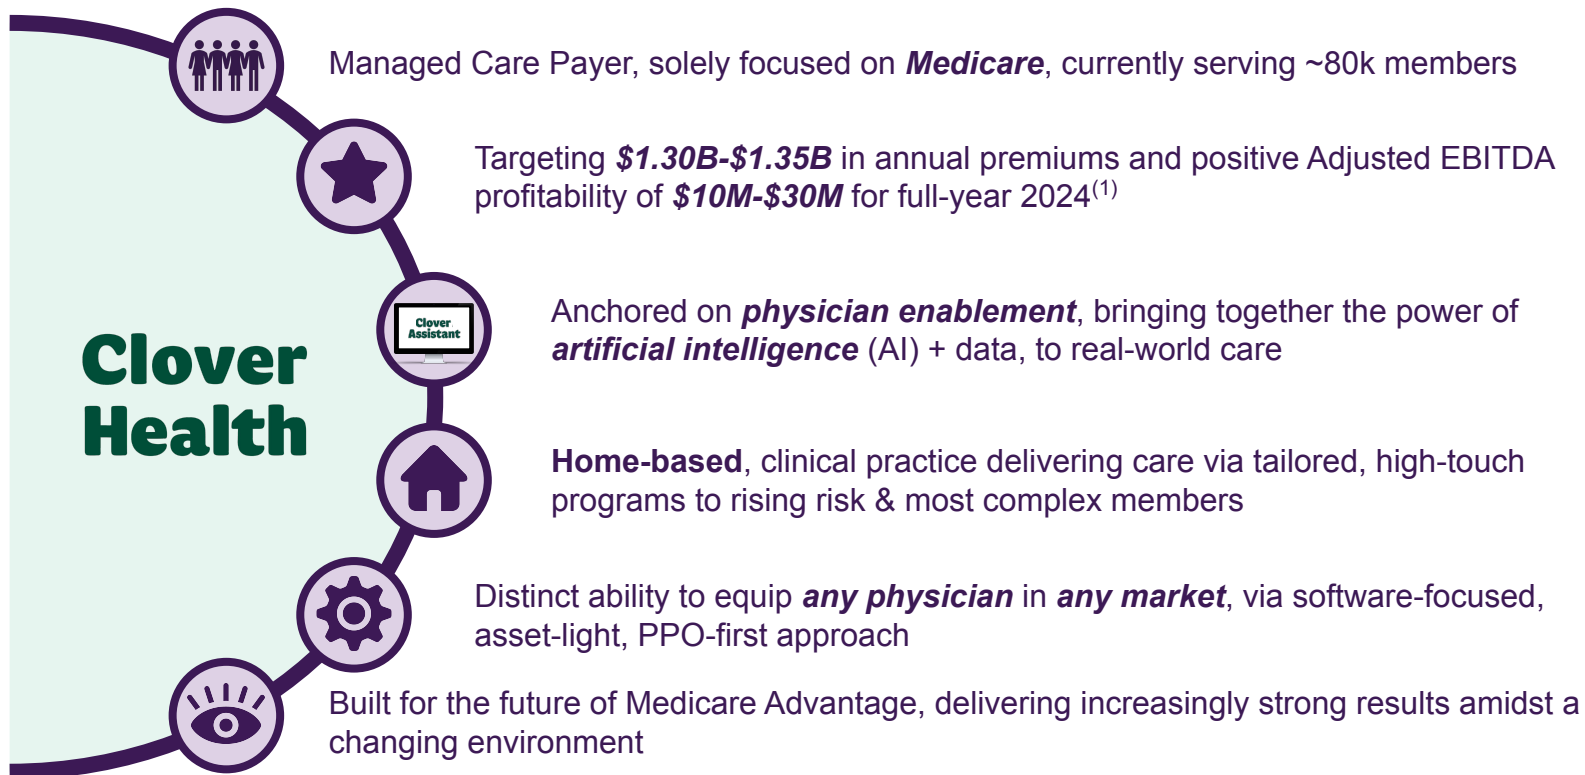 Managed Care Payer, solely focused on Medicare, currently serving ~80k members
Targeting $1.30B-$1.35B in annual premiums and positive Adjusted EBITDA
profitability of $10M-$30M for full-year 2024(1)
Clover
Assistant
Anchored on physician enablement, bringing together the power of
artificial intelligence (AI) + data, to real-world care
Clover
Health
Home-based, clinical practice delivering care via tailored, high-touch
programs to rising risk & most complex members
Distinct ability to equip any physician in any market, via software-focused,
asset-light, PPO-first approach
Built for the future of Medicare Advantage, delivering increasingly strong results amidst a
changing environment